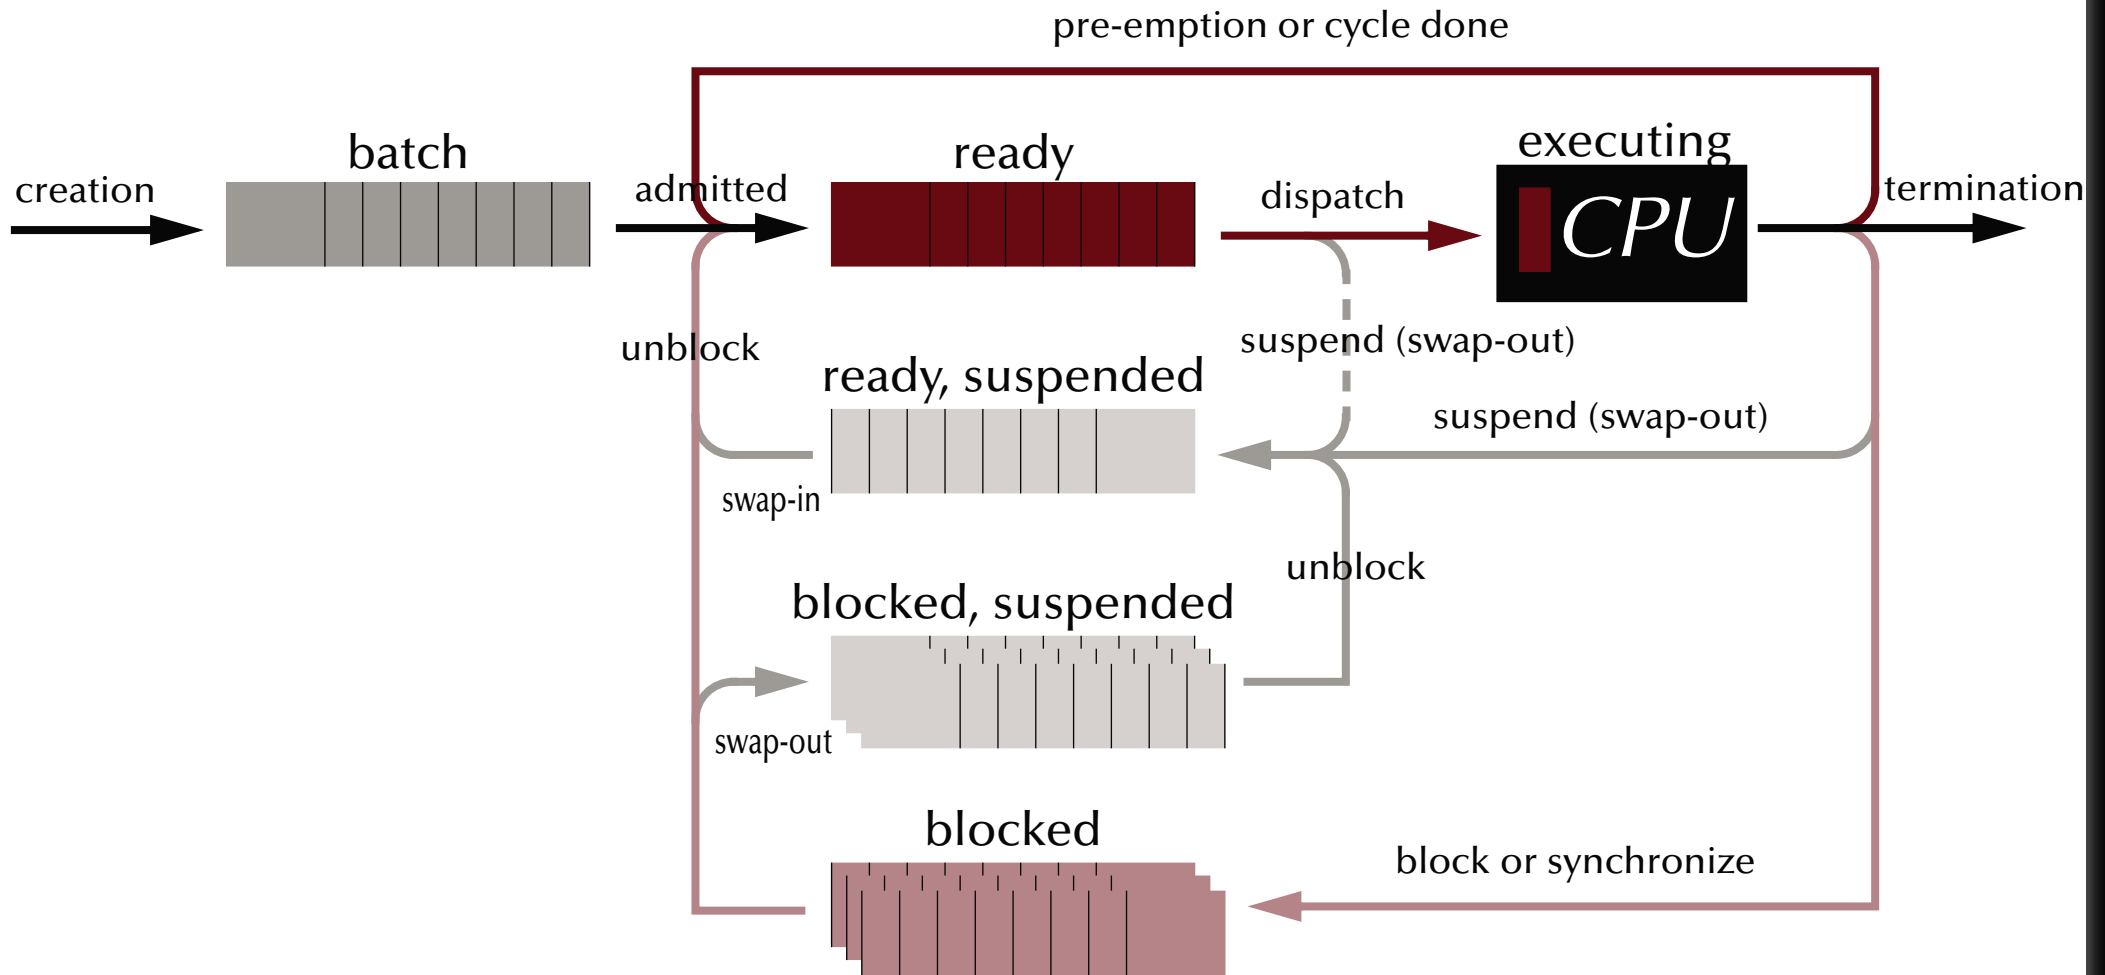 pre-emption or cycle done
creation
batch
admitted
ready
dispatch
executing
CPU
termination
unblock
suspend (swap-out)
ready, suspended
suspend (swap-out)
swap-in
unblock
blocked, suspended
swap-out
blocked
block or synchronize